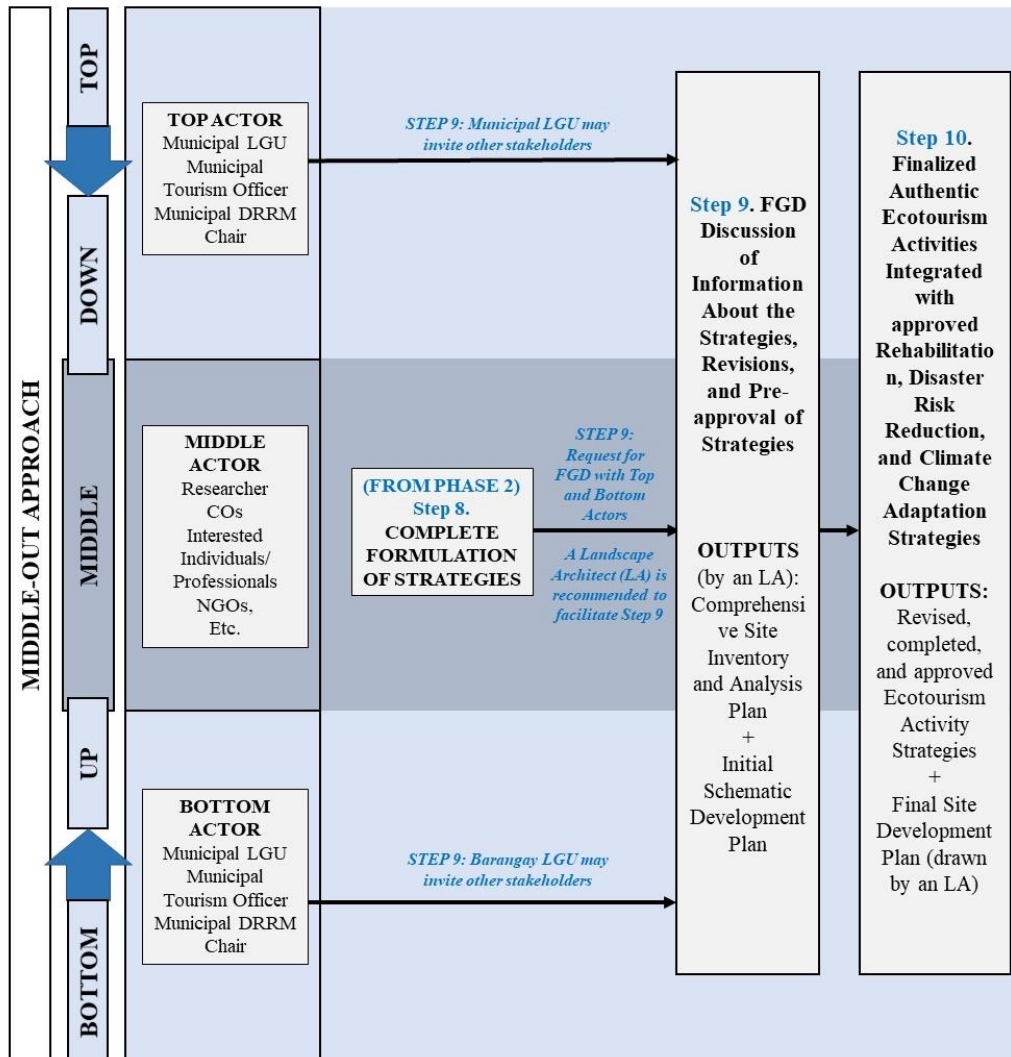 MIDDLE-OUT APPROACH
TOP
DOWN
MIDDLE
UP
BOTTOM
TOP ACTOR
Municipal LGU
Municipal
Tourism Officer
Municipal DRRM
Chair
STEP 9: Municipal LGU may
invite other stakeholders
MIDDLE
ACTOR
Researcher
COs
Interested
Individuals/
Professionals
NGOs,
Etc.
(FROM PHASE 2)
Step 8.
COMPLETE
FORMULATION
OF STRATEGIES
STEP 9:
Request for
FGD with Top
and Bottom
Actors
A Landscape
Architect (LA) is
recommended to
facilitate Step 9
BOTTOM
ACTOR
Municipal LGU
Municipal
Tourism Officer
Municipal DRRM
Chair
STEP 9: Barangay LGU may
invite other stakeholders
Step 9. FGD
Discussion
of
Information
About the
Strategies,
Revisions,
and Pre-
approval of
Strategies
OUTPUTS
(by an LA):
Comprehensi
ve Site
Inventory
and Analysis
Plan
+
Initial
Schematic
Development
Plan
Step 10.
Finalized
Authentic
Ecotourism
Activities
Integrated
with
approved
Rehabilitatio
n, Disaster
Risk
Reduction,
and Climate
Change
Adaptation
Strategies
OUTPUTS:
Revised,
completed,
and approved
Ecotourism
Activity
Strategies
+
Final Site
Development
Plan (drawn
by an LA)